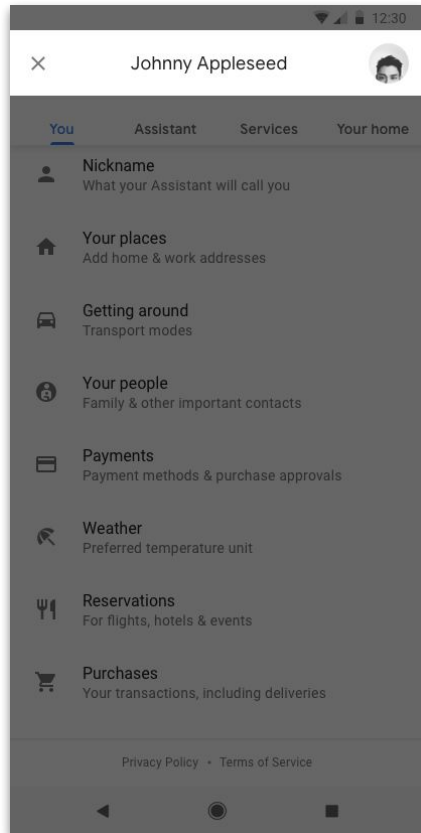 12:30
Johnny Appleseed
You Assistant Services Your home
Nickname
What your Assistant will call you
Your places
Add home & work addresses
Getting around
Transport modes
Your people
Family & other important contacts
Payments
Payment methods & purchase approvals
Weather
Preferred temperature unit
Reservations
For flights, hotels & events
Purchases
Your transactions, including deliveries
Privacy Policy • Terms of Service